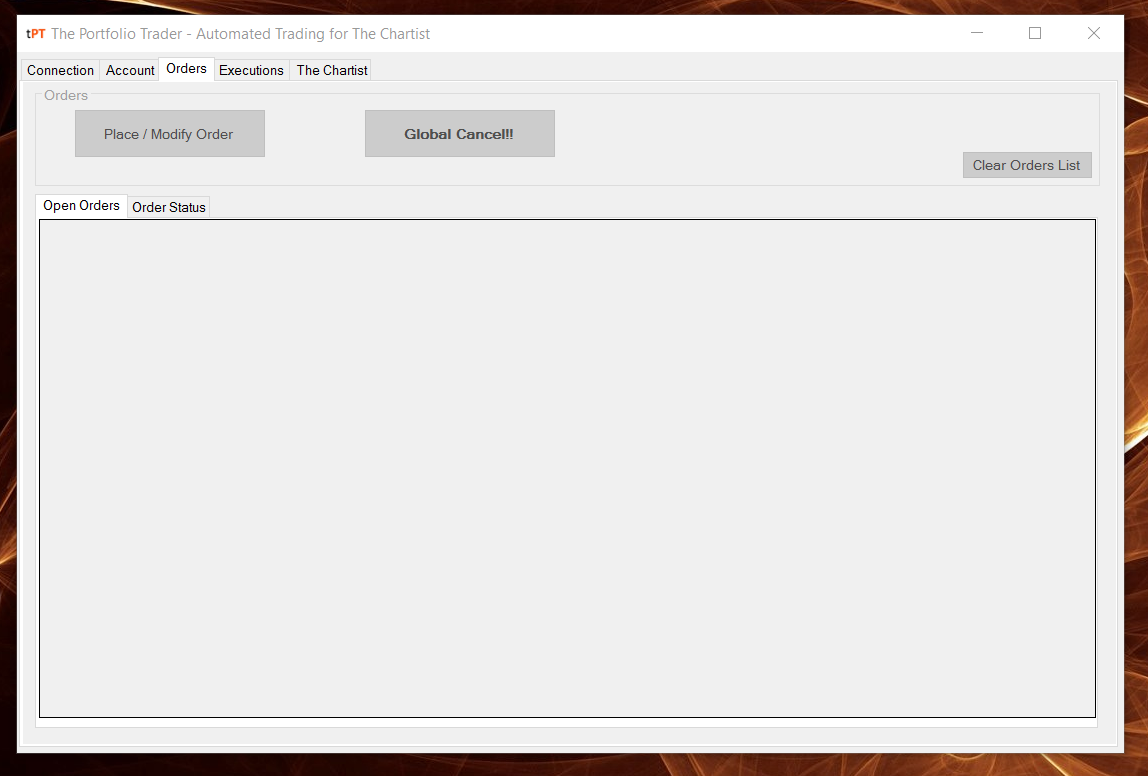 tPT The Portfolio Trader - Automated Trading for The Chartist
Connection Account Orders Executions The Chartist
Orders
Place / Modify Order Global Cancel!!
Clear Orders List
Open Orders Order Status